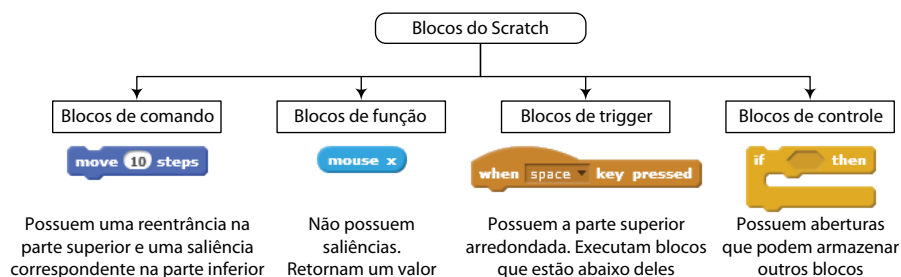 Blocos do Scratch
Blocos de comando
Blocos de função
Blocos de trigger
Blocos de controle
move 10 steps
mouse x
when space key pressed
if then
Possuem uma reentrância na
parte superior e uma saliência
correspondente na parte inferior
Não possuem
saliências.
Retornam um valor
Possuem a parte superior
arredondada. Executam blocos
que estão abaixo deles
Possuem aberturas
que podem armazenar
outros blocos